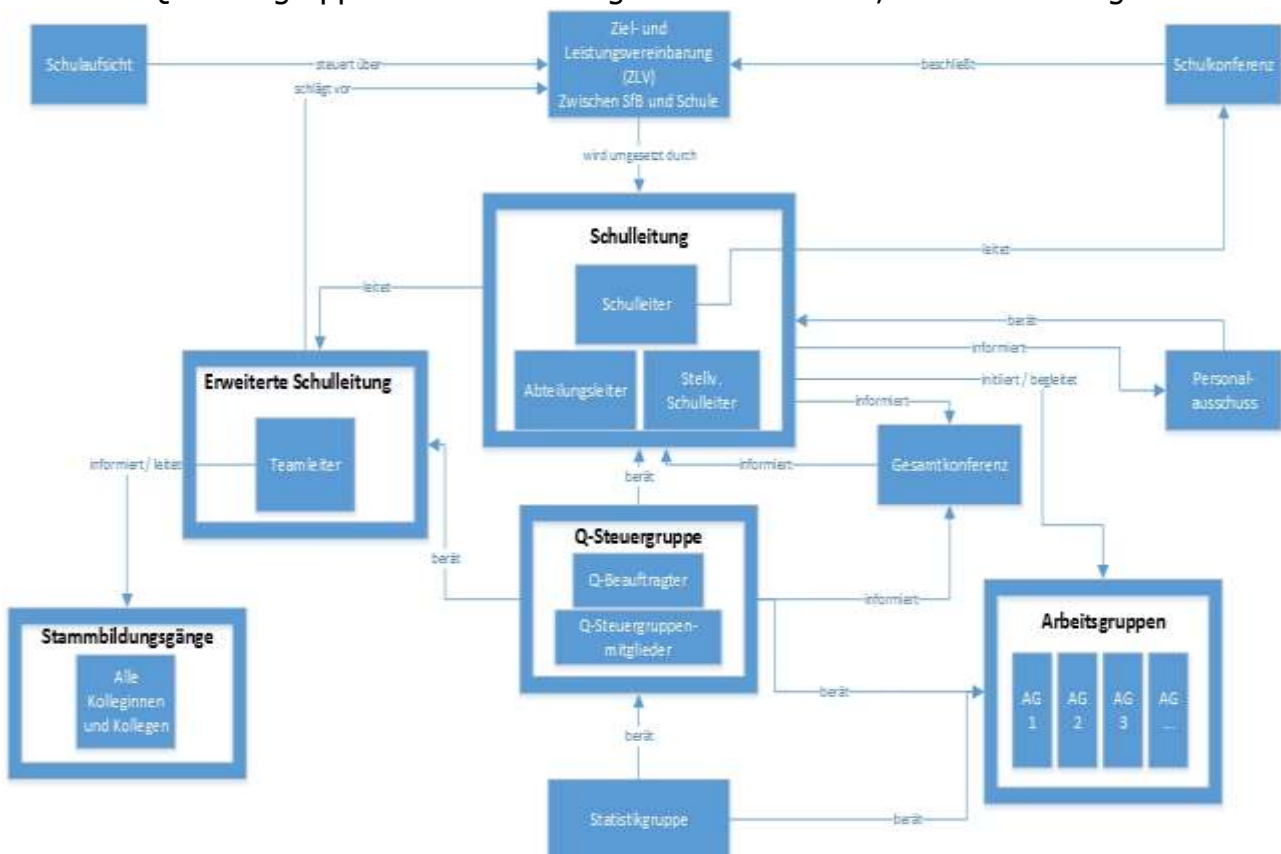 Schulaufsicht
steuert über
schlägt vor
Ziel- und
Leistungsvereinbarung
(ZLV)
Zwischen SfB und Schule
beschließt
Schulkonferenz
wird umgesetzt durch
Schulleitung
Schulleiter
leitet
leitet
Abteilungsleiter
Stellv.
Schulleiter
berät
informiert
initiiert / begleitet
informiert
Personal-
ausschuss
Erweiterte Schulleitung
Teamleiter
informiert / leitet
berät
informiert
Gesamtkonferenz
berät
Q-Steuergruppe
Q-Beauftragter
Q-Steuergruppen-
mitglieder
informiert
berät
Stammbildungsgänge
Alle
Kolleginnen
und Kollegen
Arbeitsgruppen
AG
1
AG
2
AG
3
AG
...
berät
Statistikgruppe
berät